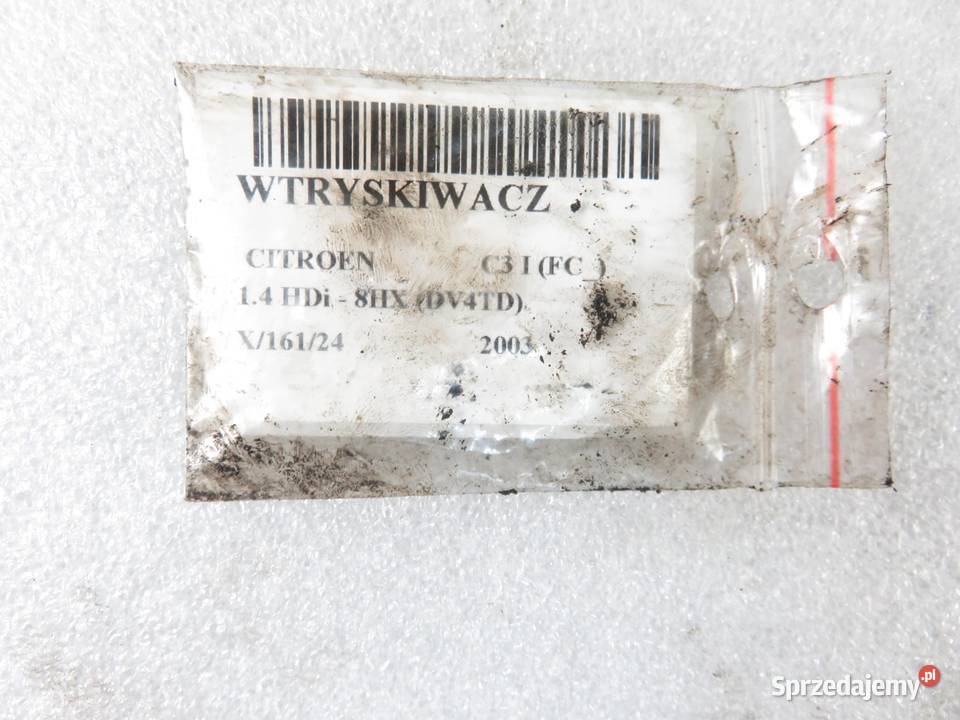 WTRYSKIWACZ
CITROEN C3 I (FC_)
1.4 HDi - 8HX (DV4TD)
X/161/24 2003
Sprzedajemy.pl